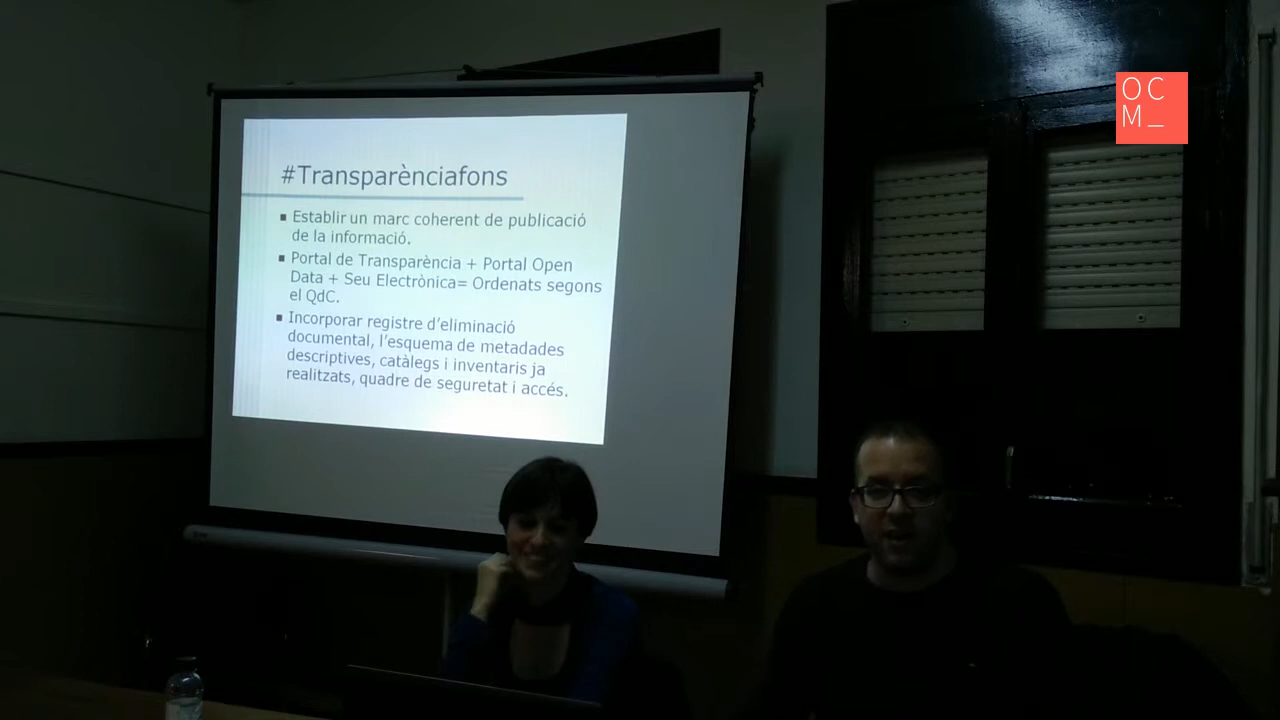 #Transparènciafons
▪ Establir un marc coherent de publicació
de la informació.
▪ Portal de Transparència + Portal Open
Data + Seu Electrònica= Ordenats segons
el QdC.
▪ Incorporar registre d'eliminació
documental, l'esquema de metadades
descriptives, catàlegs i inventaris ja
realitzats, quadre de seguretat i accés.
OC
M_